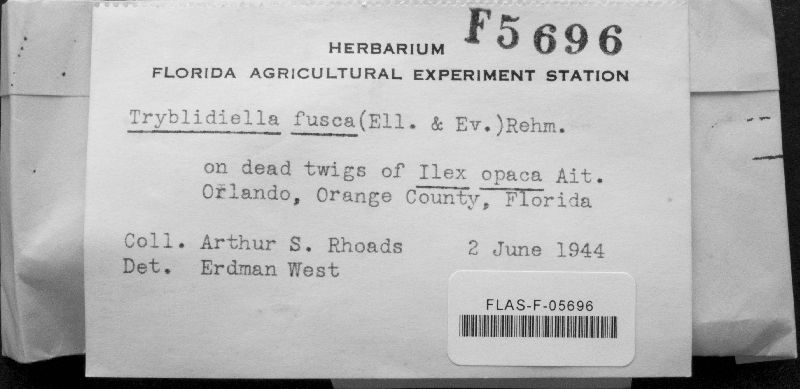 F5696
HERBARIUM
FLORIDA AGRICULTURAL EXPERIMENT STATION
Tryblidiella fusca(Ell. & Ev.)Rehm.
on dead twigs of Ilex opaca Ait.
Orlando, Orange County, Florida
Coll. Arthur S. Rhoads 2 June 1944
Det. Erdman West
FLAS-F-05696